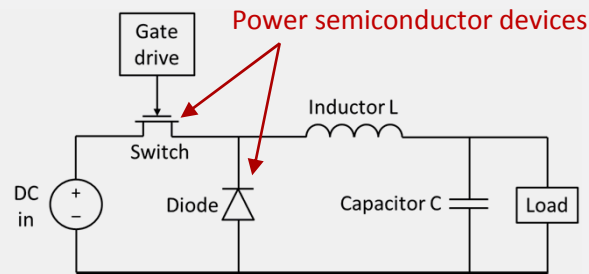 Power semiconductor devices
Gate
drive
Inductor L
Switch
DC
in
+
−
Diode
Capacitor C
Load